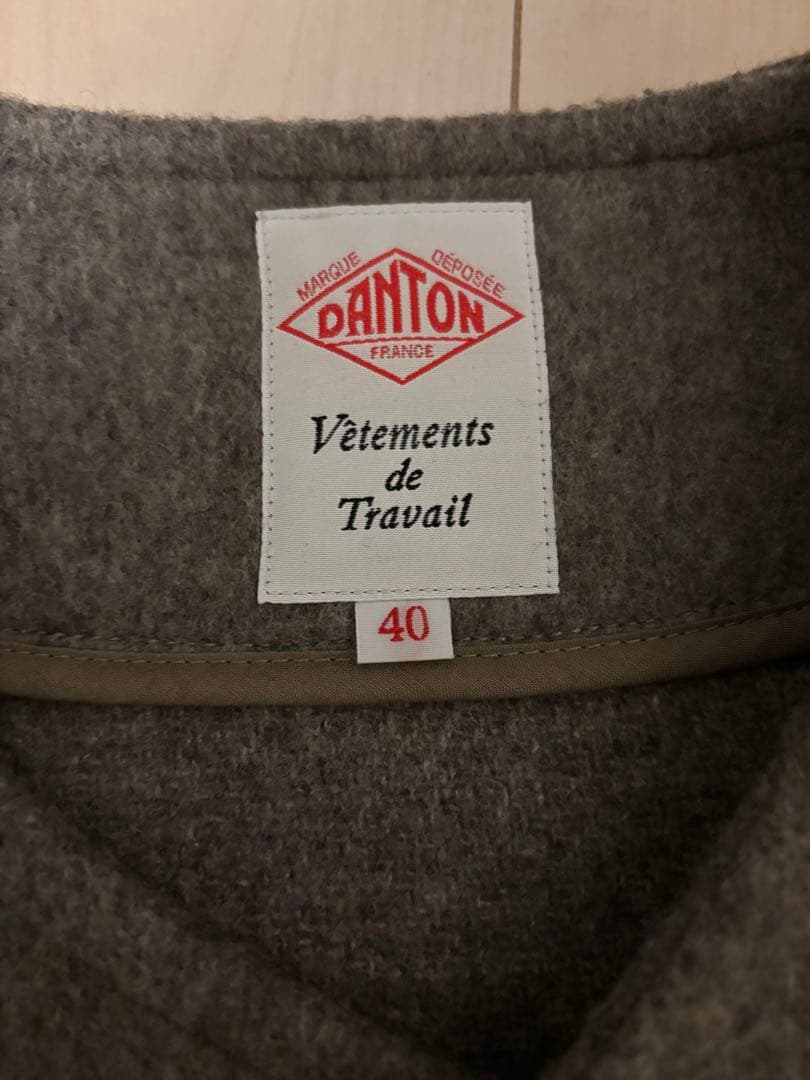 MARQUE DÉPOSÉE
DANTON
FRANCE
Vêtements
de
Travail
40